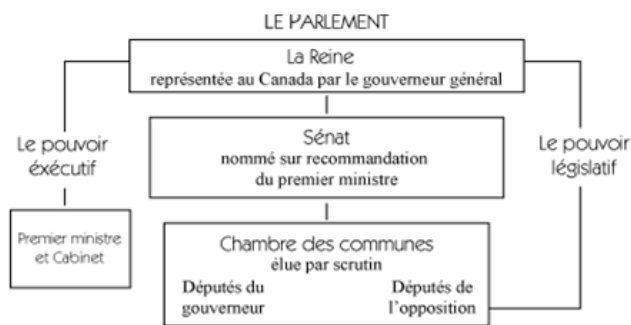 LE PARLEMENT
La Reine
représentée au Canada par le gouverneur général
Le pouvoir
éxécutif
Sénat
nommé sur recommandation
du premier ministre
Le pouvoir
législatif
Premier ministre
et Cabinet
Chambre des communes
élue par scrutin
Députés du
gouverneur
Députés de
l'opposition